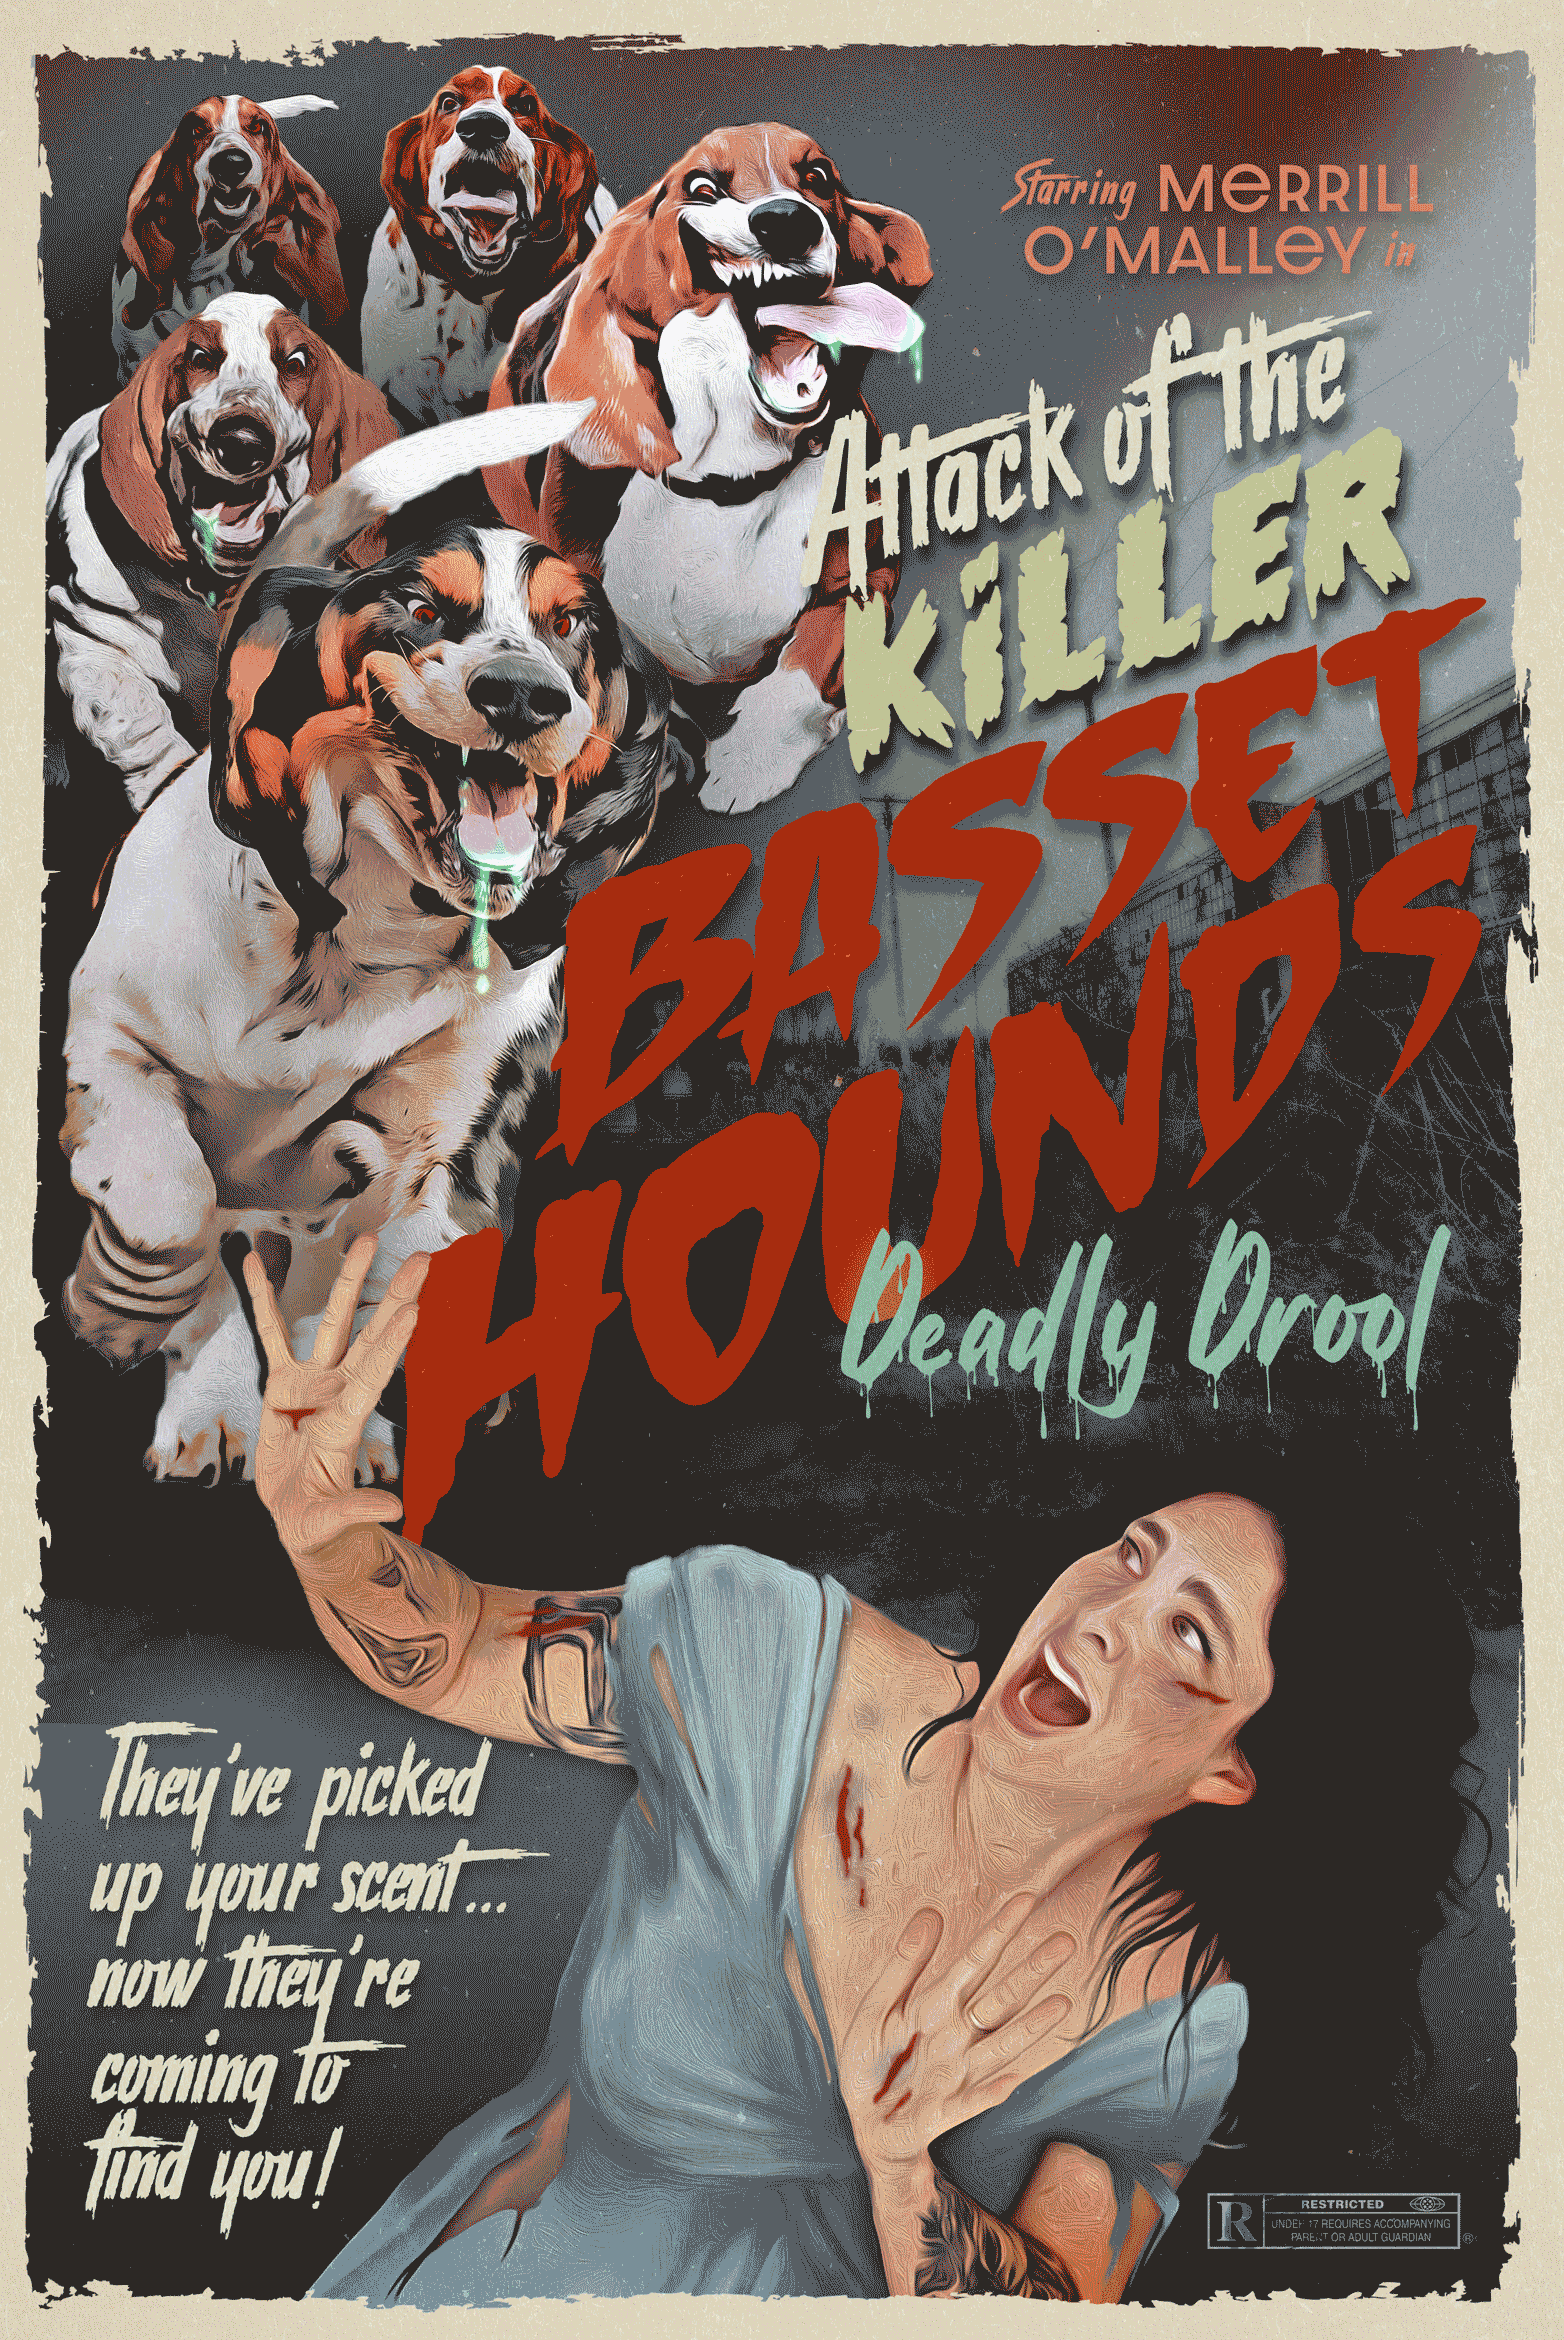 Starring MERRILL
O'MALLEY in
Attack of the
KiLLER
BASSET
HOUNDS
Deadly Drool
They've picked
up your scent...
now they're
coming to
find you!
R RESTRICTED
UNDER 17 REQUIRES ACCOMPANYING
PARENT OR ADULT GUARDIAN ®